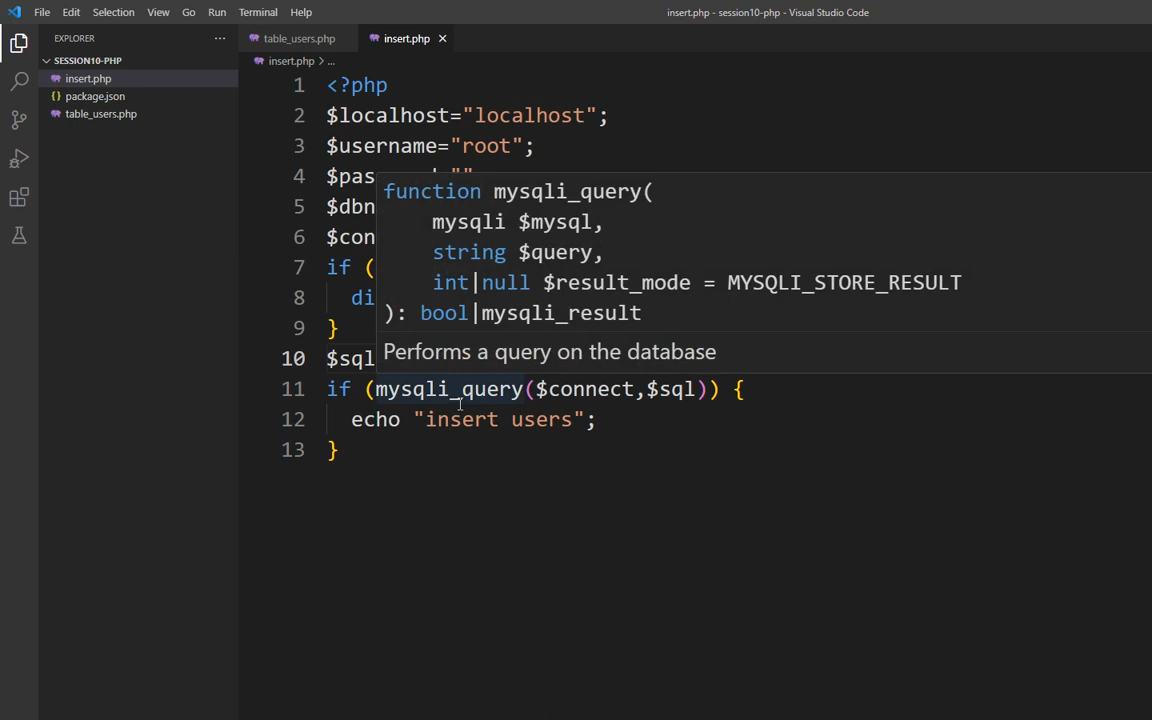 File Edit Selection View Go Run Terminal Help
insert.php - session10-php - Visual Studio Code
EXPLORER ...
SESSION10-PHP
insert.php
package.json
table_users.php
table_users.php insert.php
insert.php > ...
1 <?php
2 $localhost="localhost";
3 $username="root";
4 $pas
5 $dbn
6 $con
7 if (
8 di
9 }
10 $sql
function mysqli_query(
mysqli $mysql,
string $query,
int|null $result_mode = MYSQLI_STORE_RESULT
): bool|mysqli_result
Performs a query on the database
11 if (mysqli_query($connect,$sql)) {
12 echo "insert users";
13 }